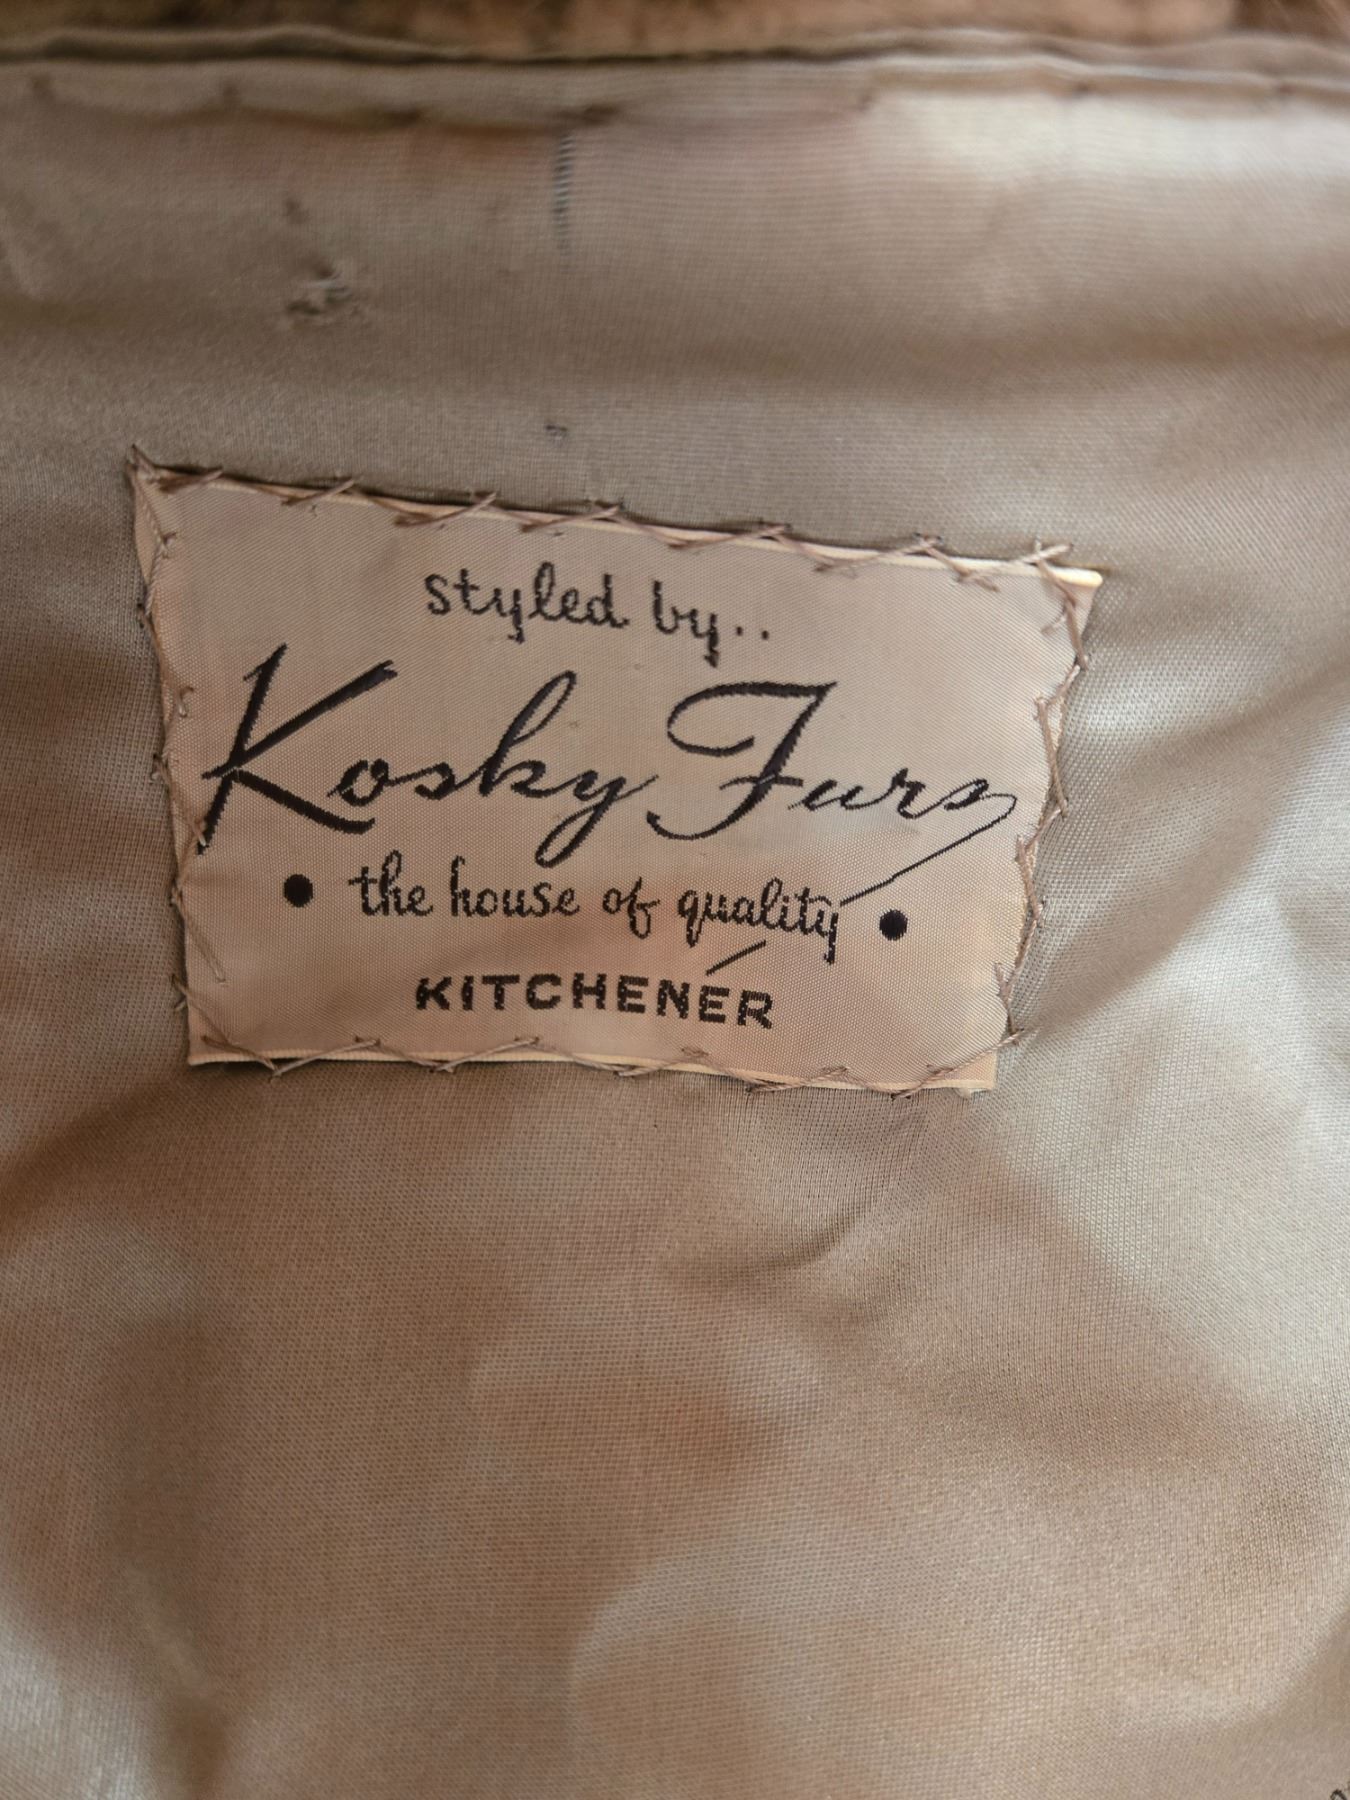 styled by..
Kosky Furs
• the house of quality •
KITCHENER